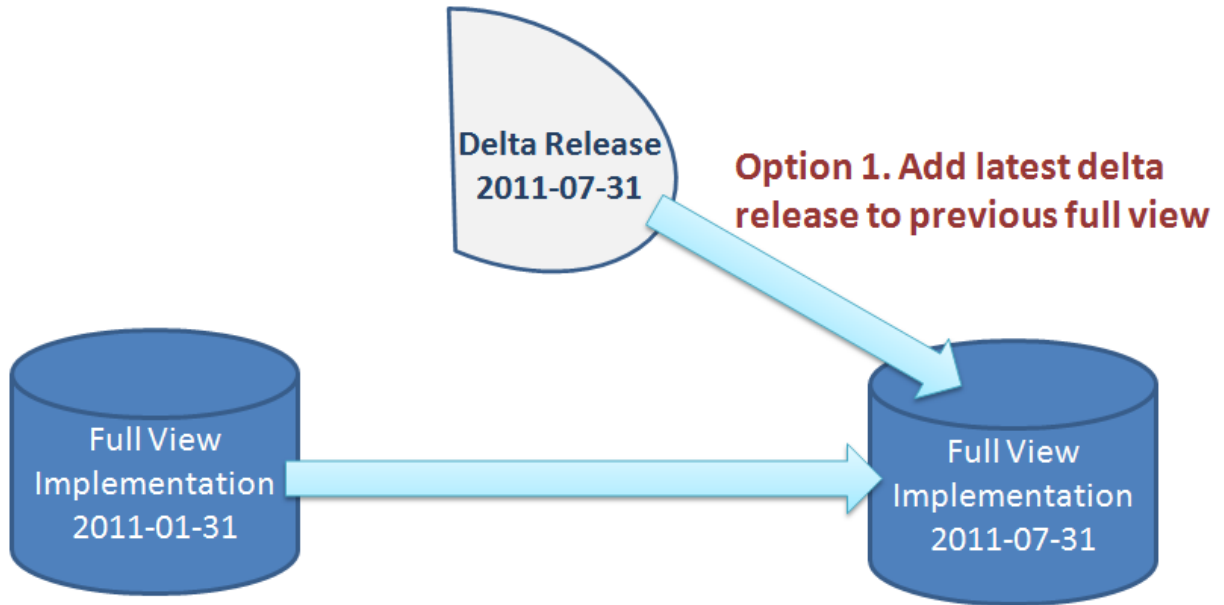 Delta Release
2011-07-31
Option 1. Add latest delta
release to previous full view
Full View
Implementation
2011-01-31
Full View
Implementation
2011-07-31